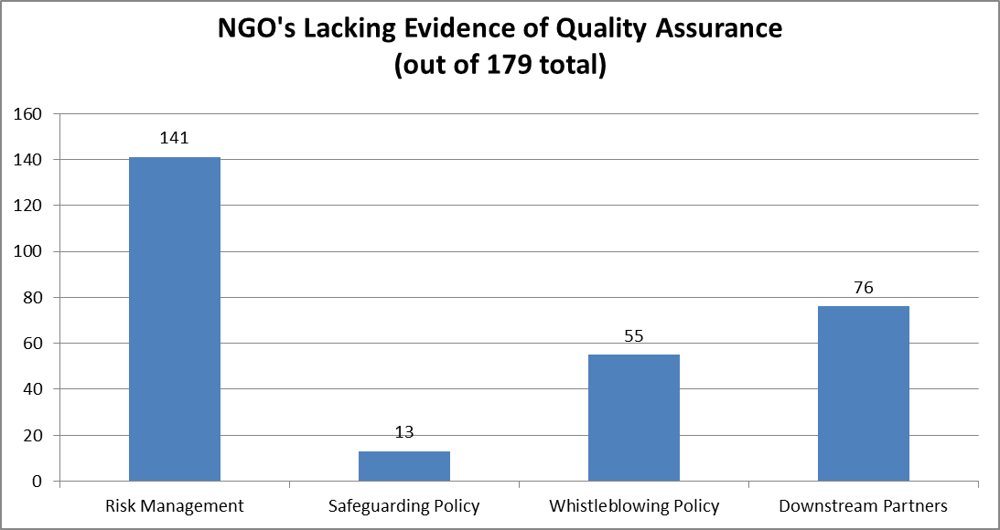 NGO's Lacking Evidence of Quality Assurance
(out of 179 total)
160
140
120
100
80
60
40
20
0
141
13
55
76
Risk Management
Safeguarding Policy
Whistleblowing Policy
Downstream Partners